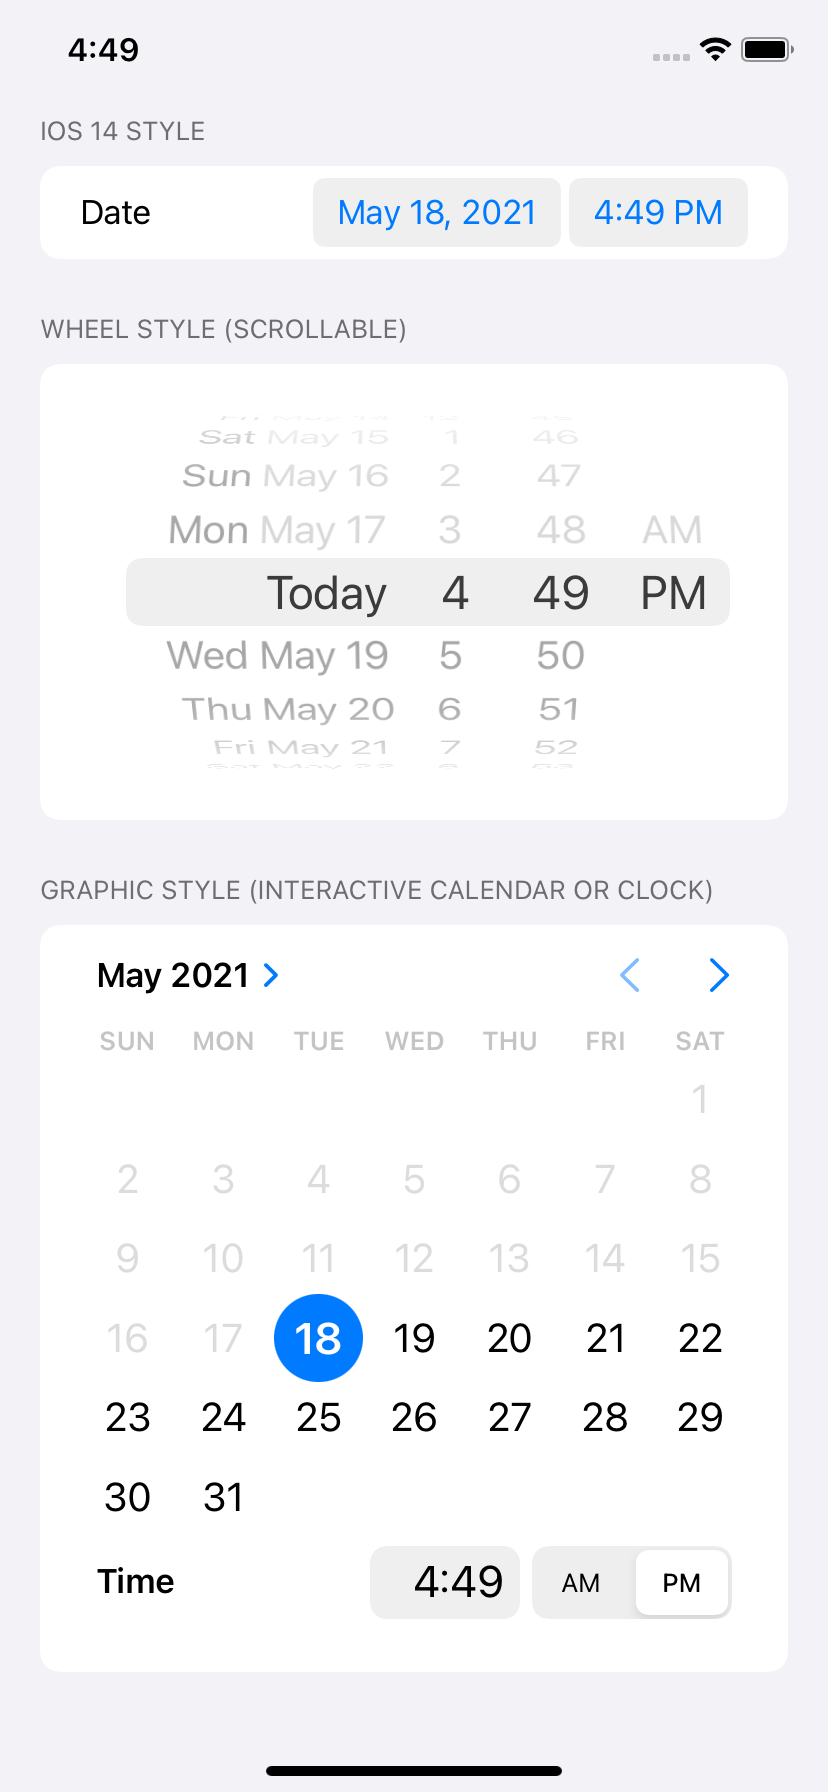 4:49
IOS 14 STYLE
Date May 18, 2021 4:49 PM
WHEEL STYLE (SCROLLABLE)
Sat May 15 1 46
Sun May 16 2 47
Mon May 17 3 48 AM
Today 4 49 PM
Wed May 19 5 50
Thu May 20 6 51
Fri May 21 7 52
GRAPHIC STYLE (INTERACTIVE CALENDAR OR CLOCK)
May 2021
SUN MON TUE WED THU FRI SAT
1
2 3 4 5 6 7 8
9 10 11 12 13 14 15
16 17 18 19 20 21 22
23 24 25 26 27 28 29
30 31
Time 4:49 AM PM